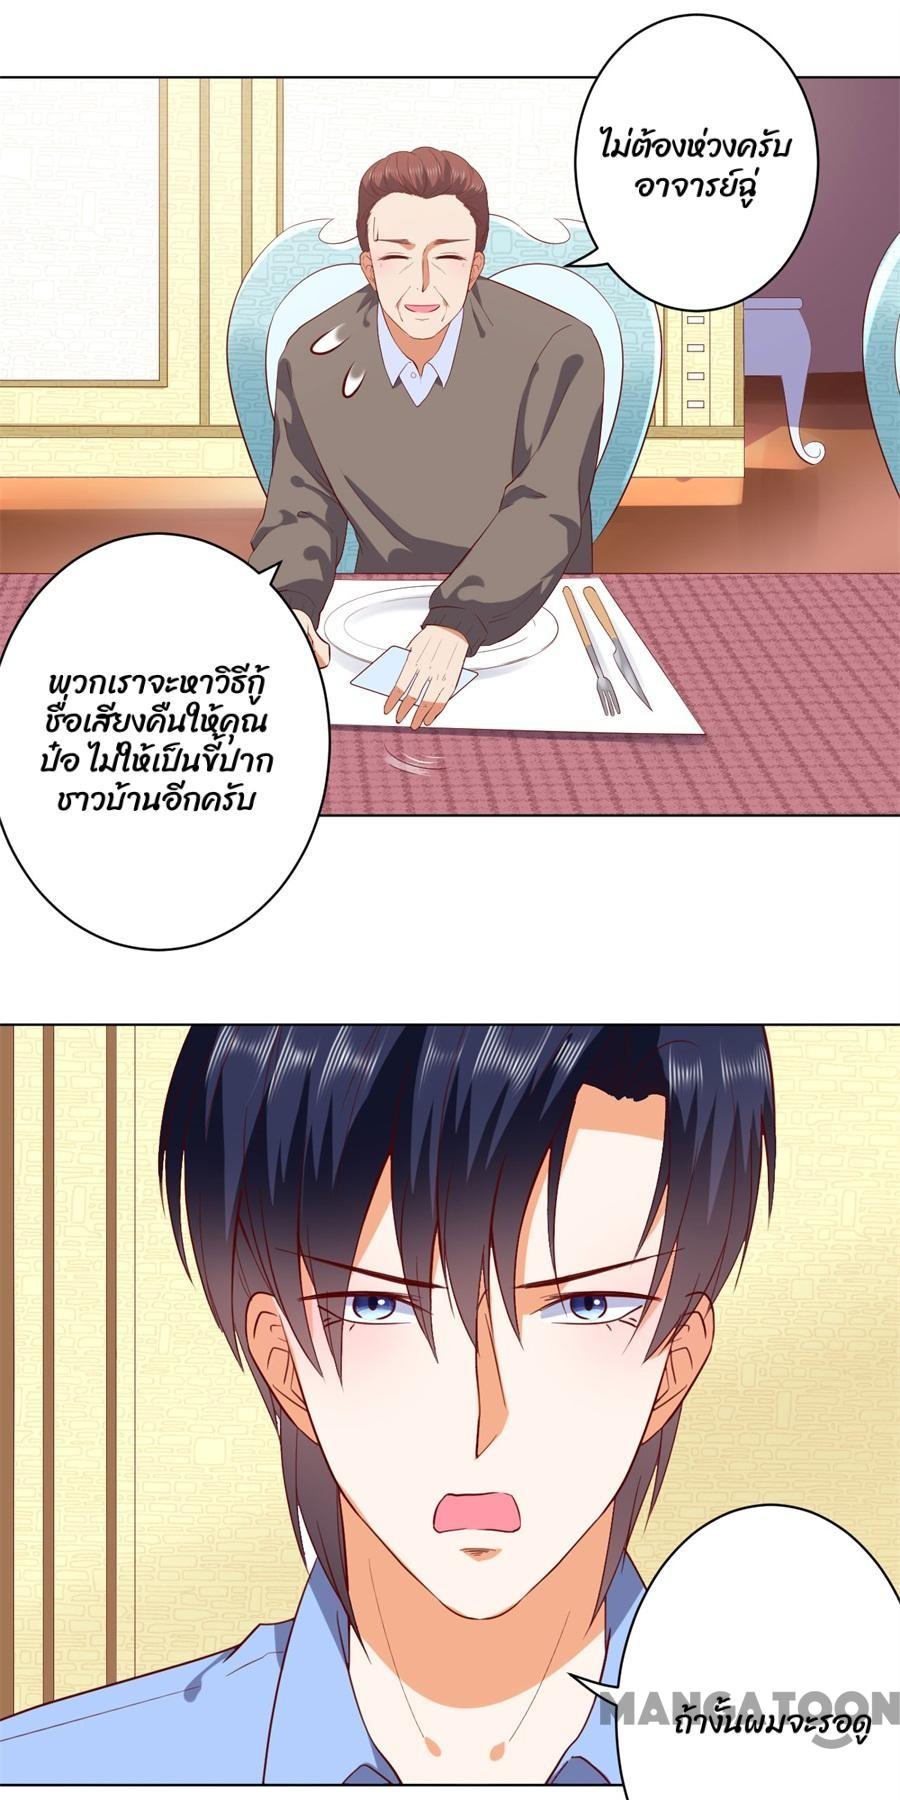 ไม่ต้องห่วงครับ
อาจารย์ฉู่
พวกเราจะหาวิธีกู้
ชื่อเสียงคืนให้คุณ
ป๋อ ไม่ให้เป็นขี้ปาก
ชาวบ้านอีกครับ
MANGATOON
ถ้างั้นผมจะรอดู